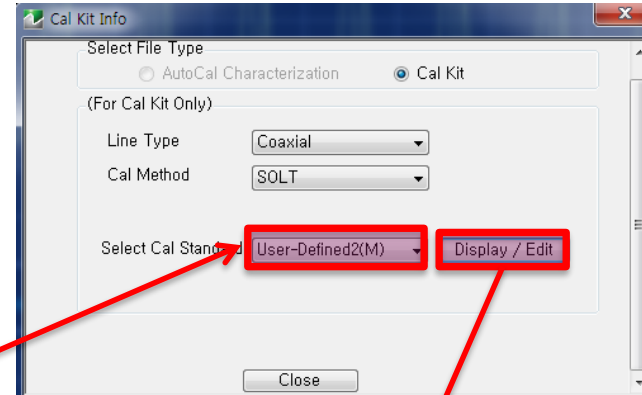 Cal Kit Info
Select File Type
AutoCal Characterization Cal Kit
(For Cal Kit Only)
Line Type Coaxial
Cal Method SOLT
Select Cal Standard User-Defined2(M) Display / Edit
Close